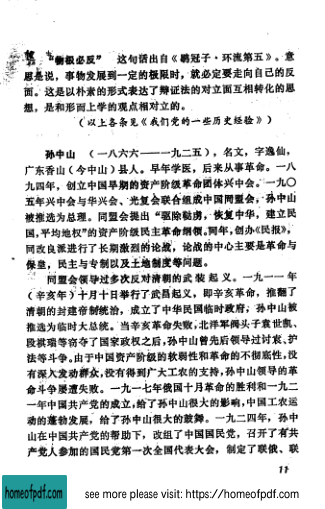 “物极必反” 这句话出自《鹖冠子·环流第五》。意
思是说，事物发展到一定的极限时，就必定要走向自己的反
面。这是以朴素的形式表达了辩证法的对立面互相转化的思
想，是和形而上学的观点相对立的。
（以上各条见《我们党的一些历史经验》）
孙中山 （一八六六——一九二五），名文，字逸仙，
广东香山（今中山）县人。早年学医，后来从事革命。一八
九四年，创立中国早期的资产阶级革命团体兴中会。一九〇
五年兴中会与华兴会、光复会联合组成中国同盟会，孙中山
被推选为总理。同盟会提出“驱除鞑虏，恢复中华，建立民
国，平均地权”的资产阶级民主革命纲领。同年，创办《民报》，
同改良派进行了长期激烈的论战，论战的中心主要是革命与
保皇，民主与专制以及土地制度等问题。
同盟会领导过多次反对清朝的武装起义。一九一一年
（辛亥年）十月十日举行了武昌起义，即辛亥革命，推翻了
清朝的封建帝制统治，成立了中华民国临时政府，孙中山被
推选为临时大总统。当辛亥革命失败，北洋军阀头子袁世凯、
段祺瑞等窃夺了国家政权之后，孙中山曾先后领导过讨袁、护
法等斗争。由于中国资产阶级的软弱性和革命的不彻底性，没
有深入发动群众，没有得到广大工农的支持，孙中山领导的革
命斗争屡遭失败。一九一七年俄国十月革命的胜利和一九二
一年中国共产党的成立，给了孙中山很大的影响，中国工农运
动的蓬勃发展，给了孙中山很大的鼓舞。一九二四年，孙中
山在中国共产党的帮助下，改组了中国国民党，召开了有共
产党人参加的国民党第一次全国代表大会，制定了联俄、联
11
homeofpdf.com
see more please visit: https://homeofpdf.com